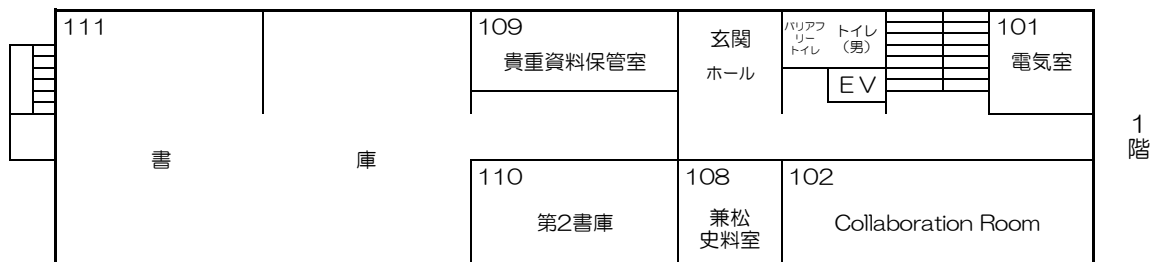 111
書庫
109
貴重資料保管室
玄関
ホール
バリアフ
リー
トイレ
トイレ
（男）
EV
101
電気室
110
第2書庫
108
兼松
史料室
102
Collaboration Room
1
階